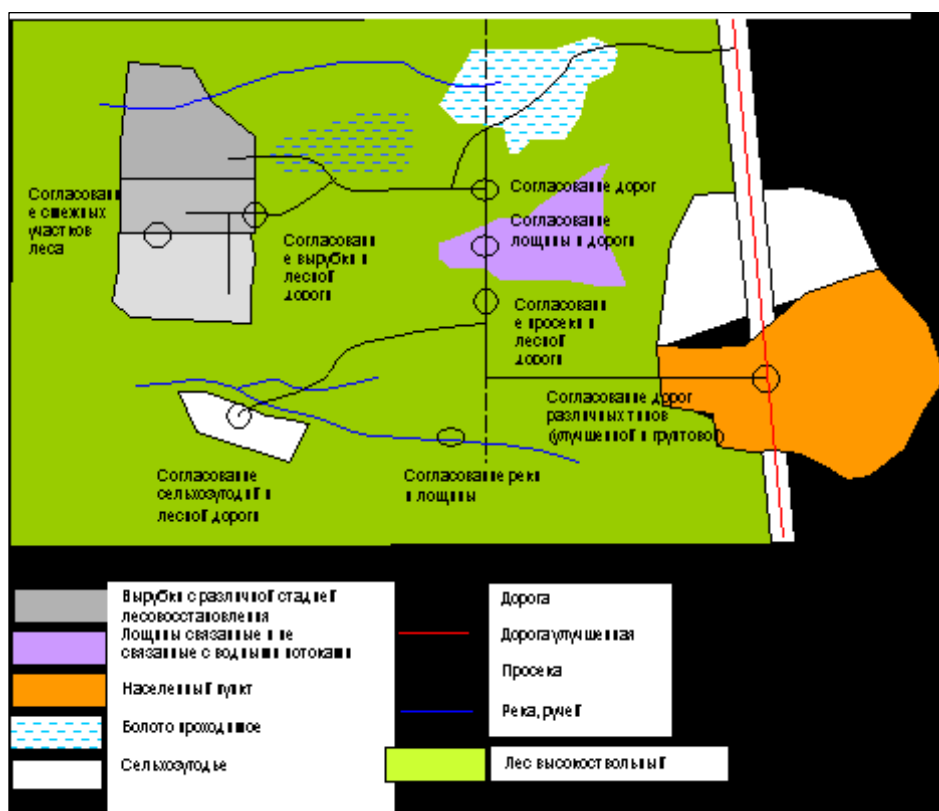 Согласование дорог
Согласовани
е смежных
участков
леса
Согласование
лощины и дороги
Согласовани
е вырубки и
лесной
дороги
Согласовани
е просеки и
лесной
дороги
Согласование дорог
различных типов
(улучшенной и грунтовой)
Согласование
сельхозугодий и
лесной дороги
Согласование реки
и лощины
Вырубки с различной стадией
лесовосстановления
Лощины связанные и не
связанные с водными потоками
Населенный пункт
Болото проходимое
Сельхозугодье
Дорога
Дорога улучшенная
Просека
Река, ручей
Лес высокоствольный